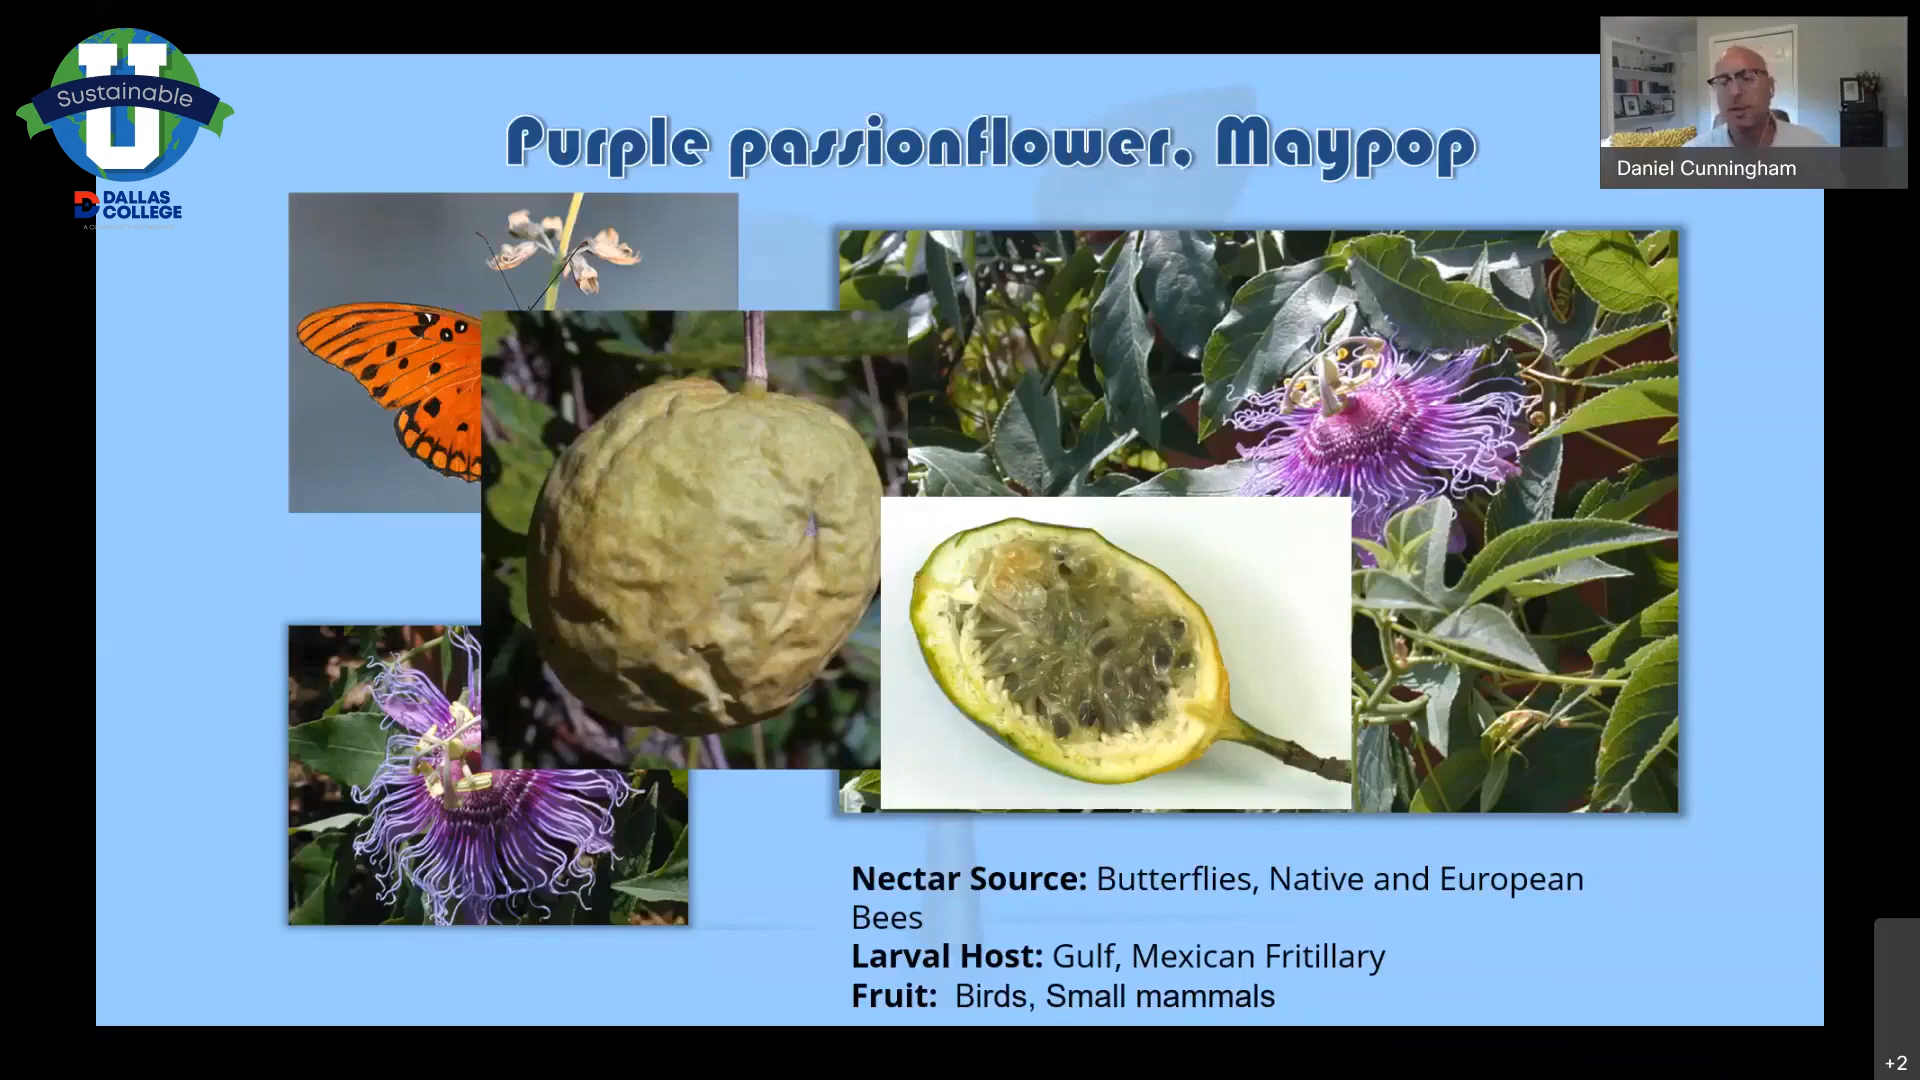 Sustainable
U
DALLAS
COLLEGE
Purple passionflower, Maypop
Daniel Cunningham
Nectar Source: Butterflies, Native and European
Bees
Larval Host: Gulf, Mexican Fritillary
Fruit: Birds, Small mammals
+2